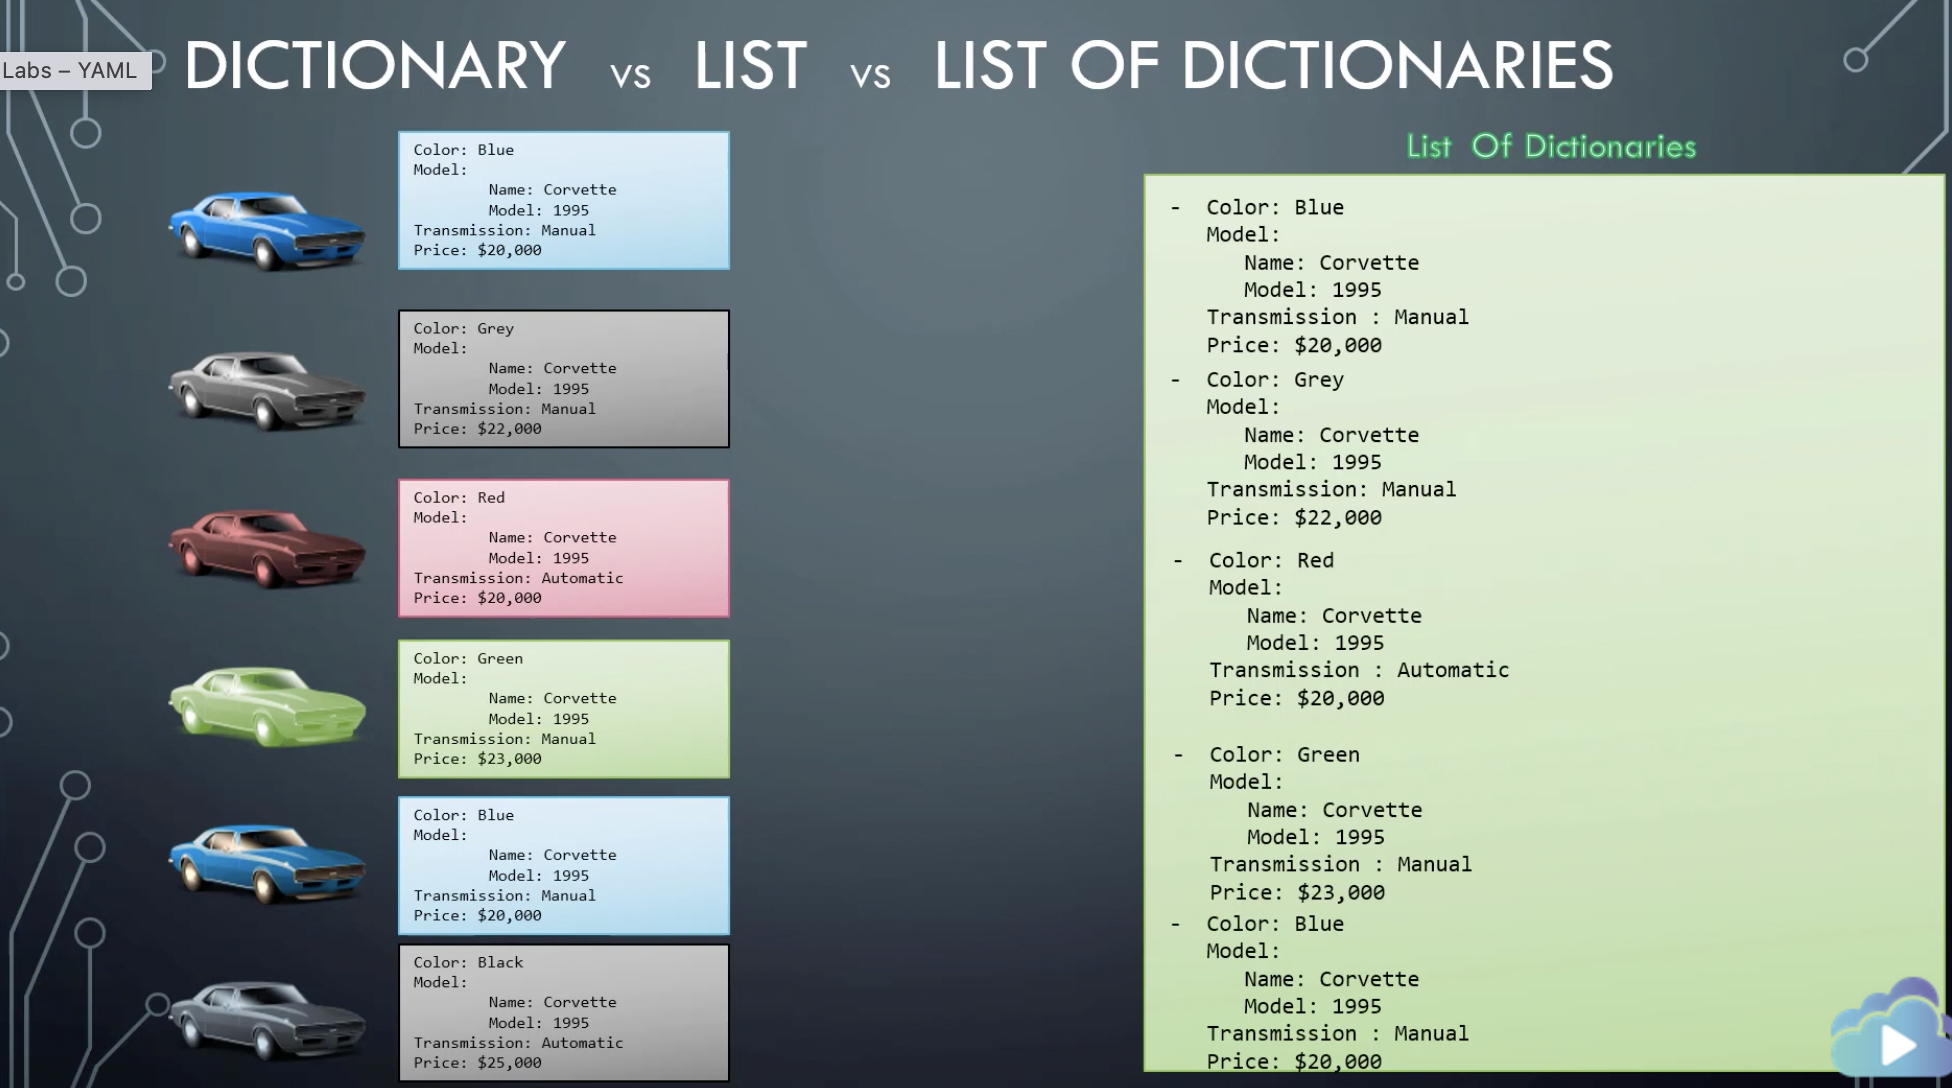 Labs – YAML
DICTIONARY vs LIST vs LIST OF DICTIONARIES
Color: Blue
Model:
Name: Corvette
Model: 1995
Transmission: Manual
Price: $20,000
Color: Grey
Model:
Name: Corvette
Model: 1995
Transmission: Manual
Price: $22,000
Color: Red
Model:
Name: Corvette
Model: 1995
Transmission: Automatic
Price: $20,000
Color: Green
Model:
Name: Corvette
Model: 1995
Transmission: Manual
Price: $23,000
Color: Blue
Model:
Name: Corvette
Model: 1995
Transmission: Manual
Price: $20,000
Color: Black
Model:
Name: Corvette
Model: 1995
Transmission: Automatic
Price: $25,000
List Of Dictionaries
- Color: Blue
Model:
Name: Corvette
Model: 1995
Transmission : Manual
Price: $20,000
- Color: Grey
Model:
Name: Corvette
Model: 1995
Transmission: Manual
Price: $22,000
- Color: Red
Model:
Name: Corvette
Model: 1995
Transmission : Automatic
Price: $20,000
- Color: Green
Model:
Name: Corvette
Model: 1995
Transmission : Manual
Price: $23,000
- Color: Blue
Model:
Name: Corvette
Model: 1995
Transmission : Manual
Price: $20,000